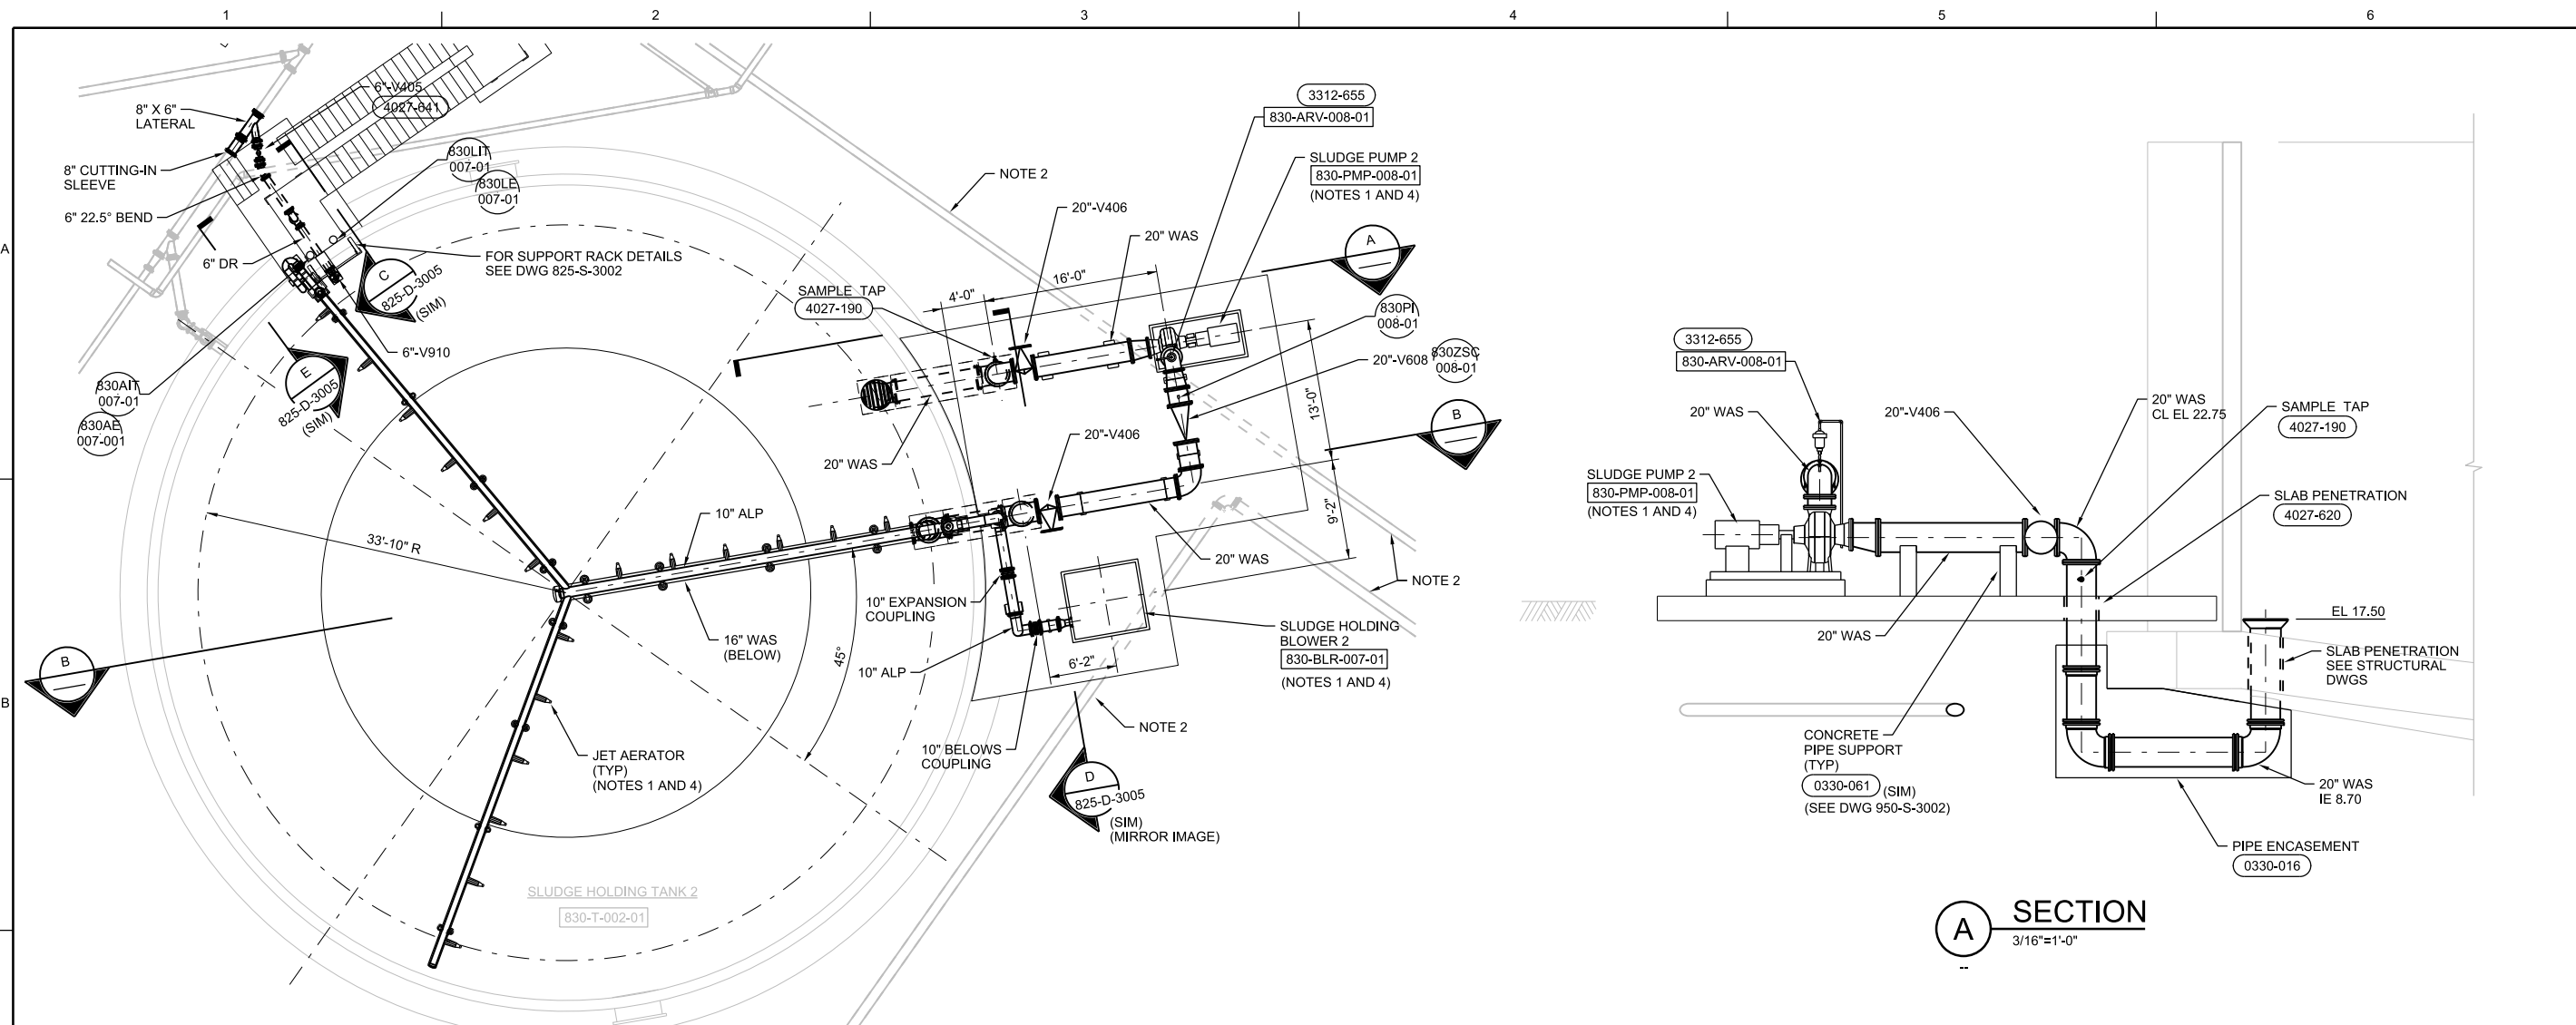 1
2
3
4
5
6
A
B
8" X 6"
LATERAL
8" CUTTING-IN
SLEEVE
6" 22.5° BEND
6" DR
6"-V405
4027-641
830LIT
007-01
830LE
007-01
FOR SUPPORT RACK DETAILS
SEE DWG 825-S-3002
C
825-D-3005
(SIM)
6"-V910
E
825-D-3005
(SIM)
830AIT
007-01
830AE
007-001
33'-10" R
B
SAMPLE TAP
4027-190
4'-0"
16'-0"
NOTE 2
20"-V406
20" WAS
3312-655
830-ARV-008-01
SLUDGE PUMP 2
830-PMP-008-01
(NOTES 1 AND 4)
A
830PI
008-01
20"-V608
830ZSC
008-01
13'-0"
B
9'-2"
20" WAS
20"-V406
10" ALP
20" WAS
NOTE 2
10" EXPANSION
COUPLING
16" WAS
(BELOW)
45°
10" ALP
6'-2"
SLUDGE HOLDING
BLOWER 2
830-BLR-007-01
(NOTES 1 AND 4)
NOTE 2
10" BELOWS
COUPLING
JET AERATOR
(TYP)
(NOTES 1 AND 4)
D
825-D-3005
(SIM)
(MIRROR IMAGE)
SLUDGE HOLDING TANK 2
830-T-002-01
3312-655
830-ARV-008-01
20" WAS
20"-V406
20" WAS
CL EL 22.75
SAMPLE TAP
4027-190
SLUDGE PUMP 2
830-PMP-008-01
(NOTES 1 AND 4)
SLAB PENETRATION
4027-620
EL 17.50
20" WAS
SLAB PENETRATION
SEE STRUCTURAL
DWGS
CONCRETE
PIPE SUPPORT
(TYP)
0330-061 (SIM)
(SEE DWG 950-S-3002)
20" WAS
IE 8.70
PIPE ENCASEMENT
0330-016
A
SECTION
3/16"=1'-0"
--